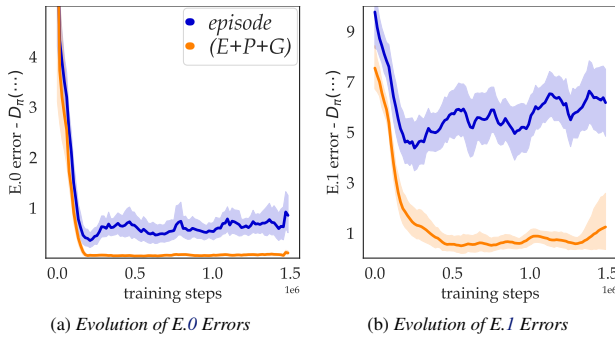 episode
(E+P+G)
E.0 error - Dπ(···)
4
3
2
1
0.0
0.5
1.0
1.5
1e6
training steps
(a) Evolution of E.0 Errors
E.1 error - Dπ(···)
9
7
5
3
1
0.0
0.5
1.0
1.5
1e6
training steps
(b) Evolution of E.1 Errors